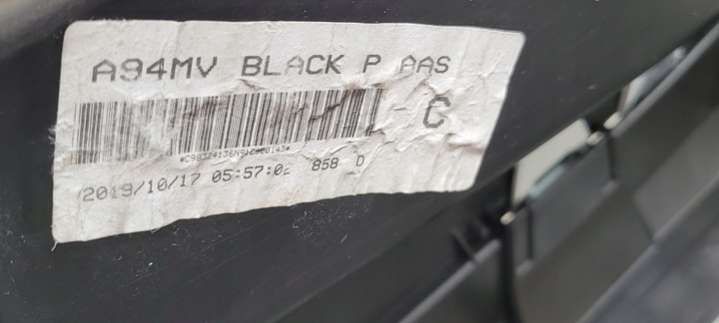 A94MV BLACK P AAS
C
2019/10/17 05:57:02 858 D